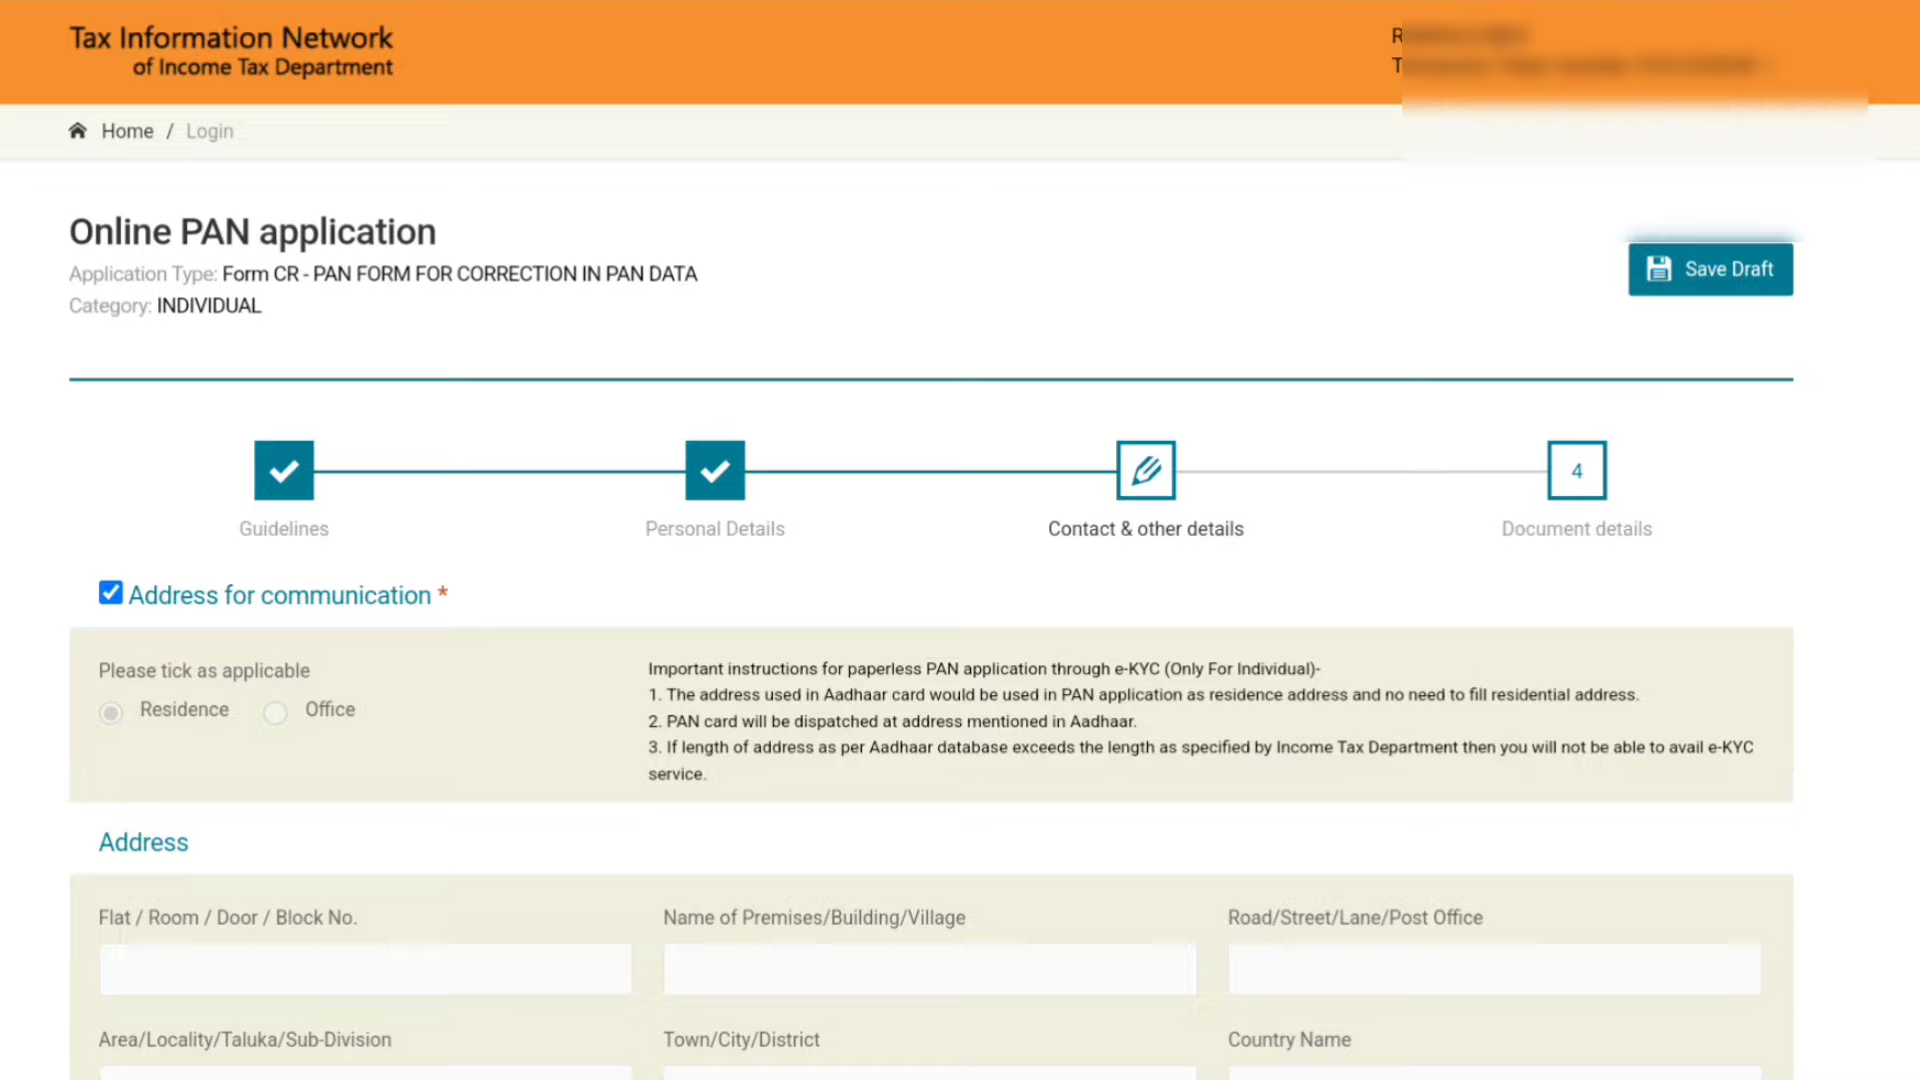 Tax Information Network
of Income Tax Department
Home / Login
Online PAN application
Application Type: Form CR - PAN FORM FOR CORRECTION IN PAN DATA
Category: INDIVIDUAL
Save Draft
4
Guidelines
Personal Details
Contact & other details
Document details
Address for communication *
Please tick as applicable
Residence
Office
Important instructions for paperless PAN application through e-KYC (Only For Individual)-
1. The address used in Aadhaar card would be used in PAN application as residence address and no need to fill residential address.
2. PAN card will be dispatched at address mentioned in Aadhaar.
3. If length of address as per Aadhaar database exceeds the length as specified by Income Tax Department then you will not be able to avail e-KYC
service.
Address
Flat / Room / Door / Block No.
Name of Premises/Building/Village
Road/Street/Lane/Post Office
Area/Locality/Taluka/Sub-Division
Town/City/District
Country Name